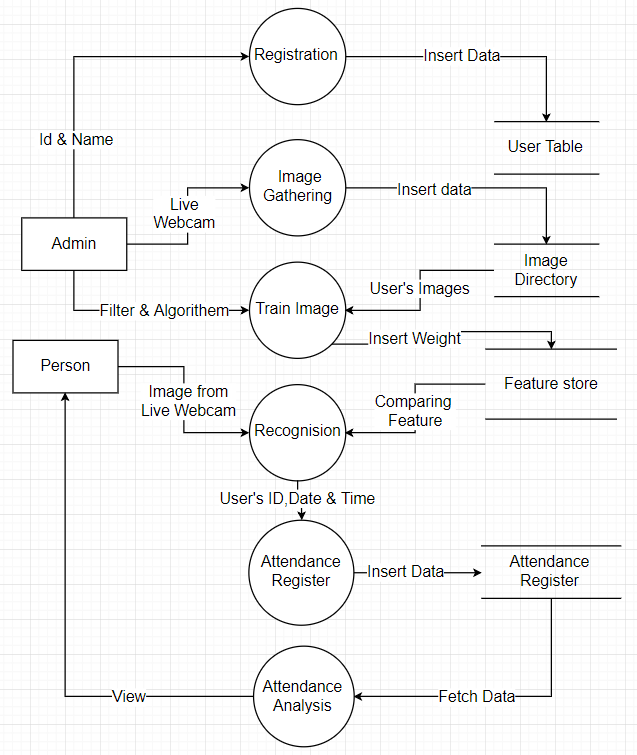 Registration
Insert Data
Id & Name
User Table
Image
Gathering
Insert data
Live
Webcam
Admin
Image
Directory
User's Images
Filter & Algorithem
Train Image
Insert Weight
Person
Feature store
Image from
Live Webcam
Comparing
Feature
Recognision
User's ID,Date & Time
Attendance
Register
Insert Data
Attendance
Register
Attendance
Analysis
View
Fetch Data